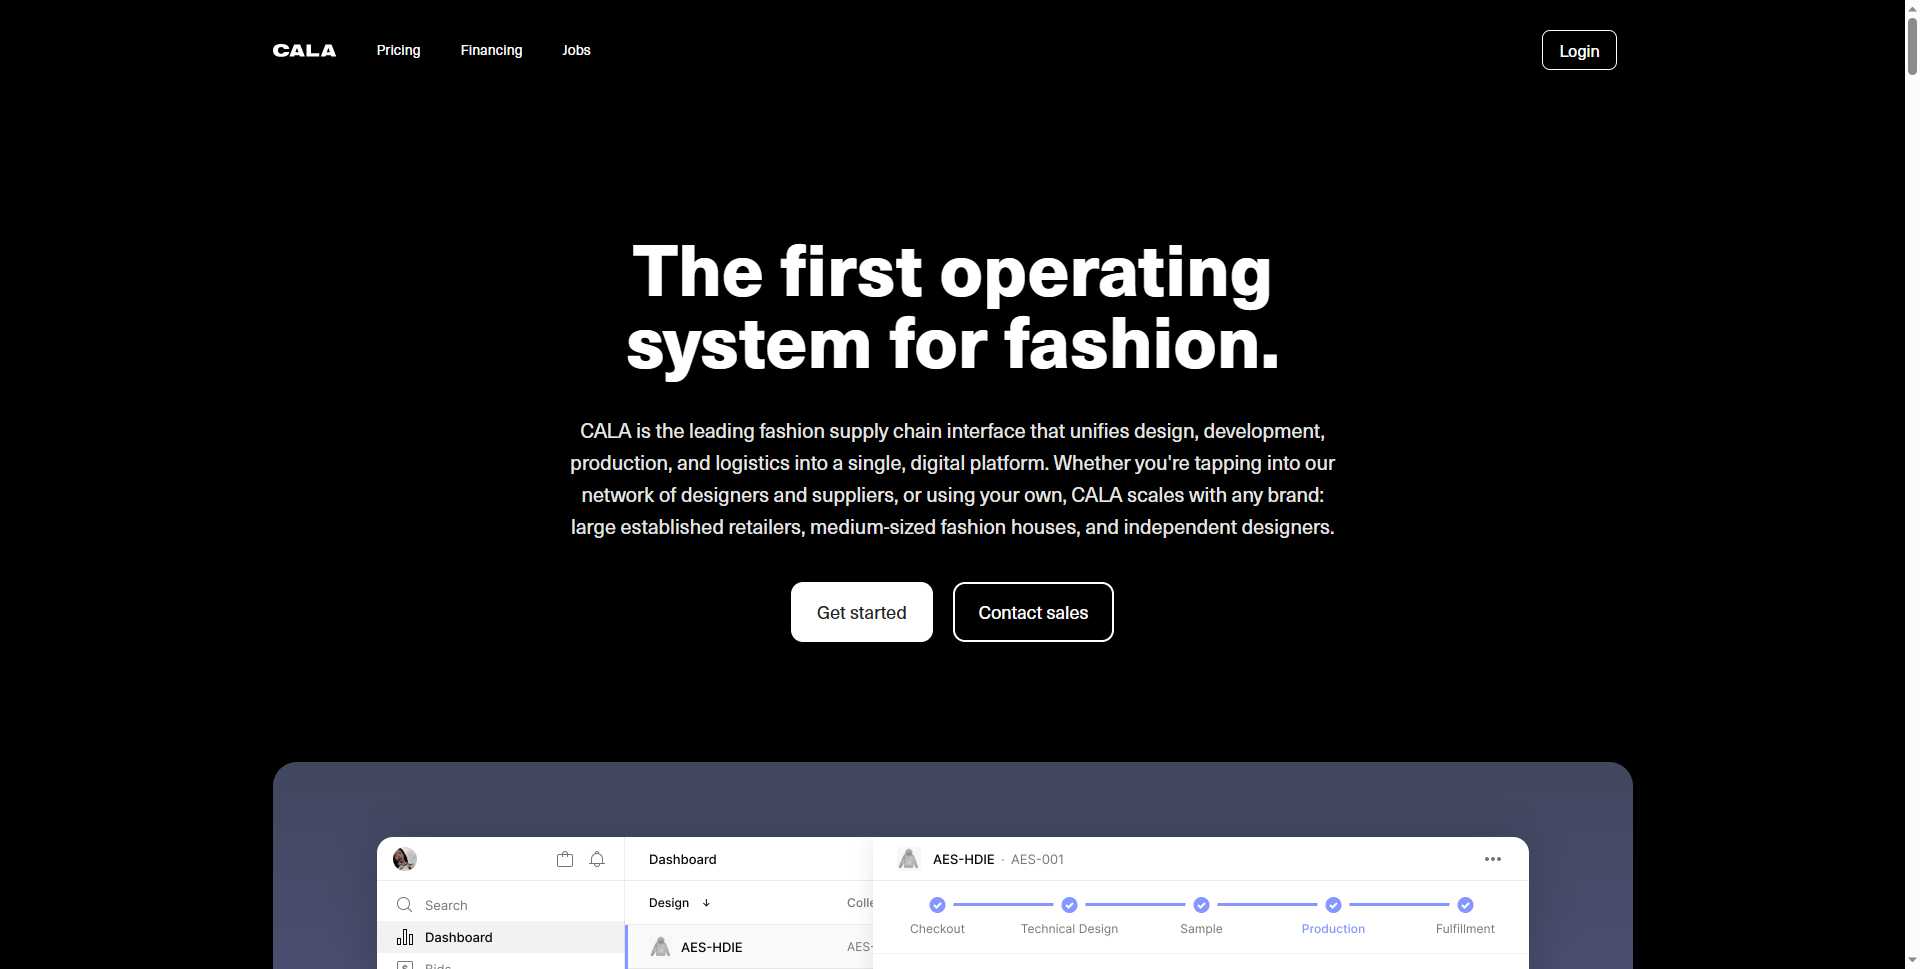 CALA
Pricing
Financing
Jobs
Login
The first operating
system for fashion.
CALA is the leading fashion supply chain interface that unifies design, development,
production, and logistics into a single, digital platform. Whether you're tapping into our
network of designers and suppliers, or using your own, CALA scales with any brand:
large established retailers, medium-sized fashion houses, and independent designers.
Get started
Contact sales
Search
Dashboard
Bids
Dashboard
Design ↓
Colle
AES-HDIE
AES-
AES-HDIE · AES-001
Checkout
Technical Design
Sample
Production
Fulfillment